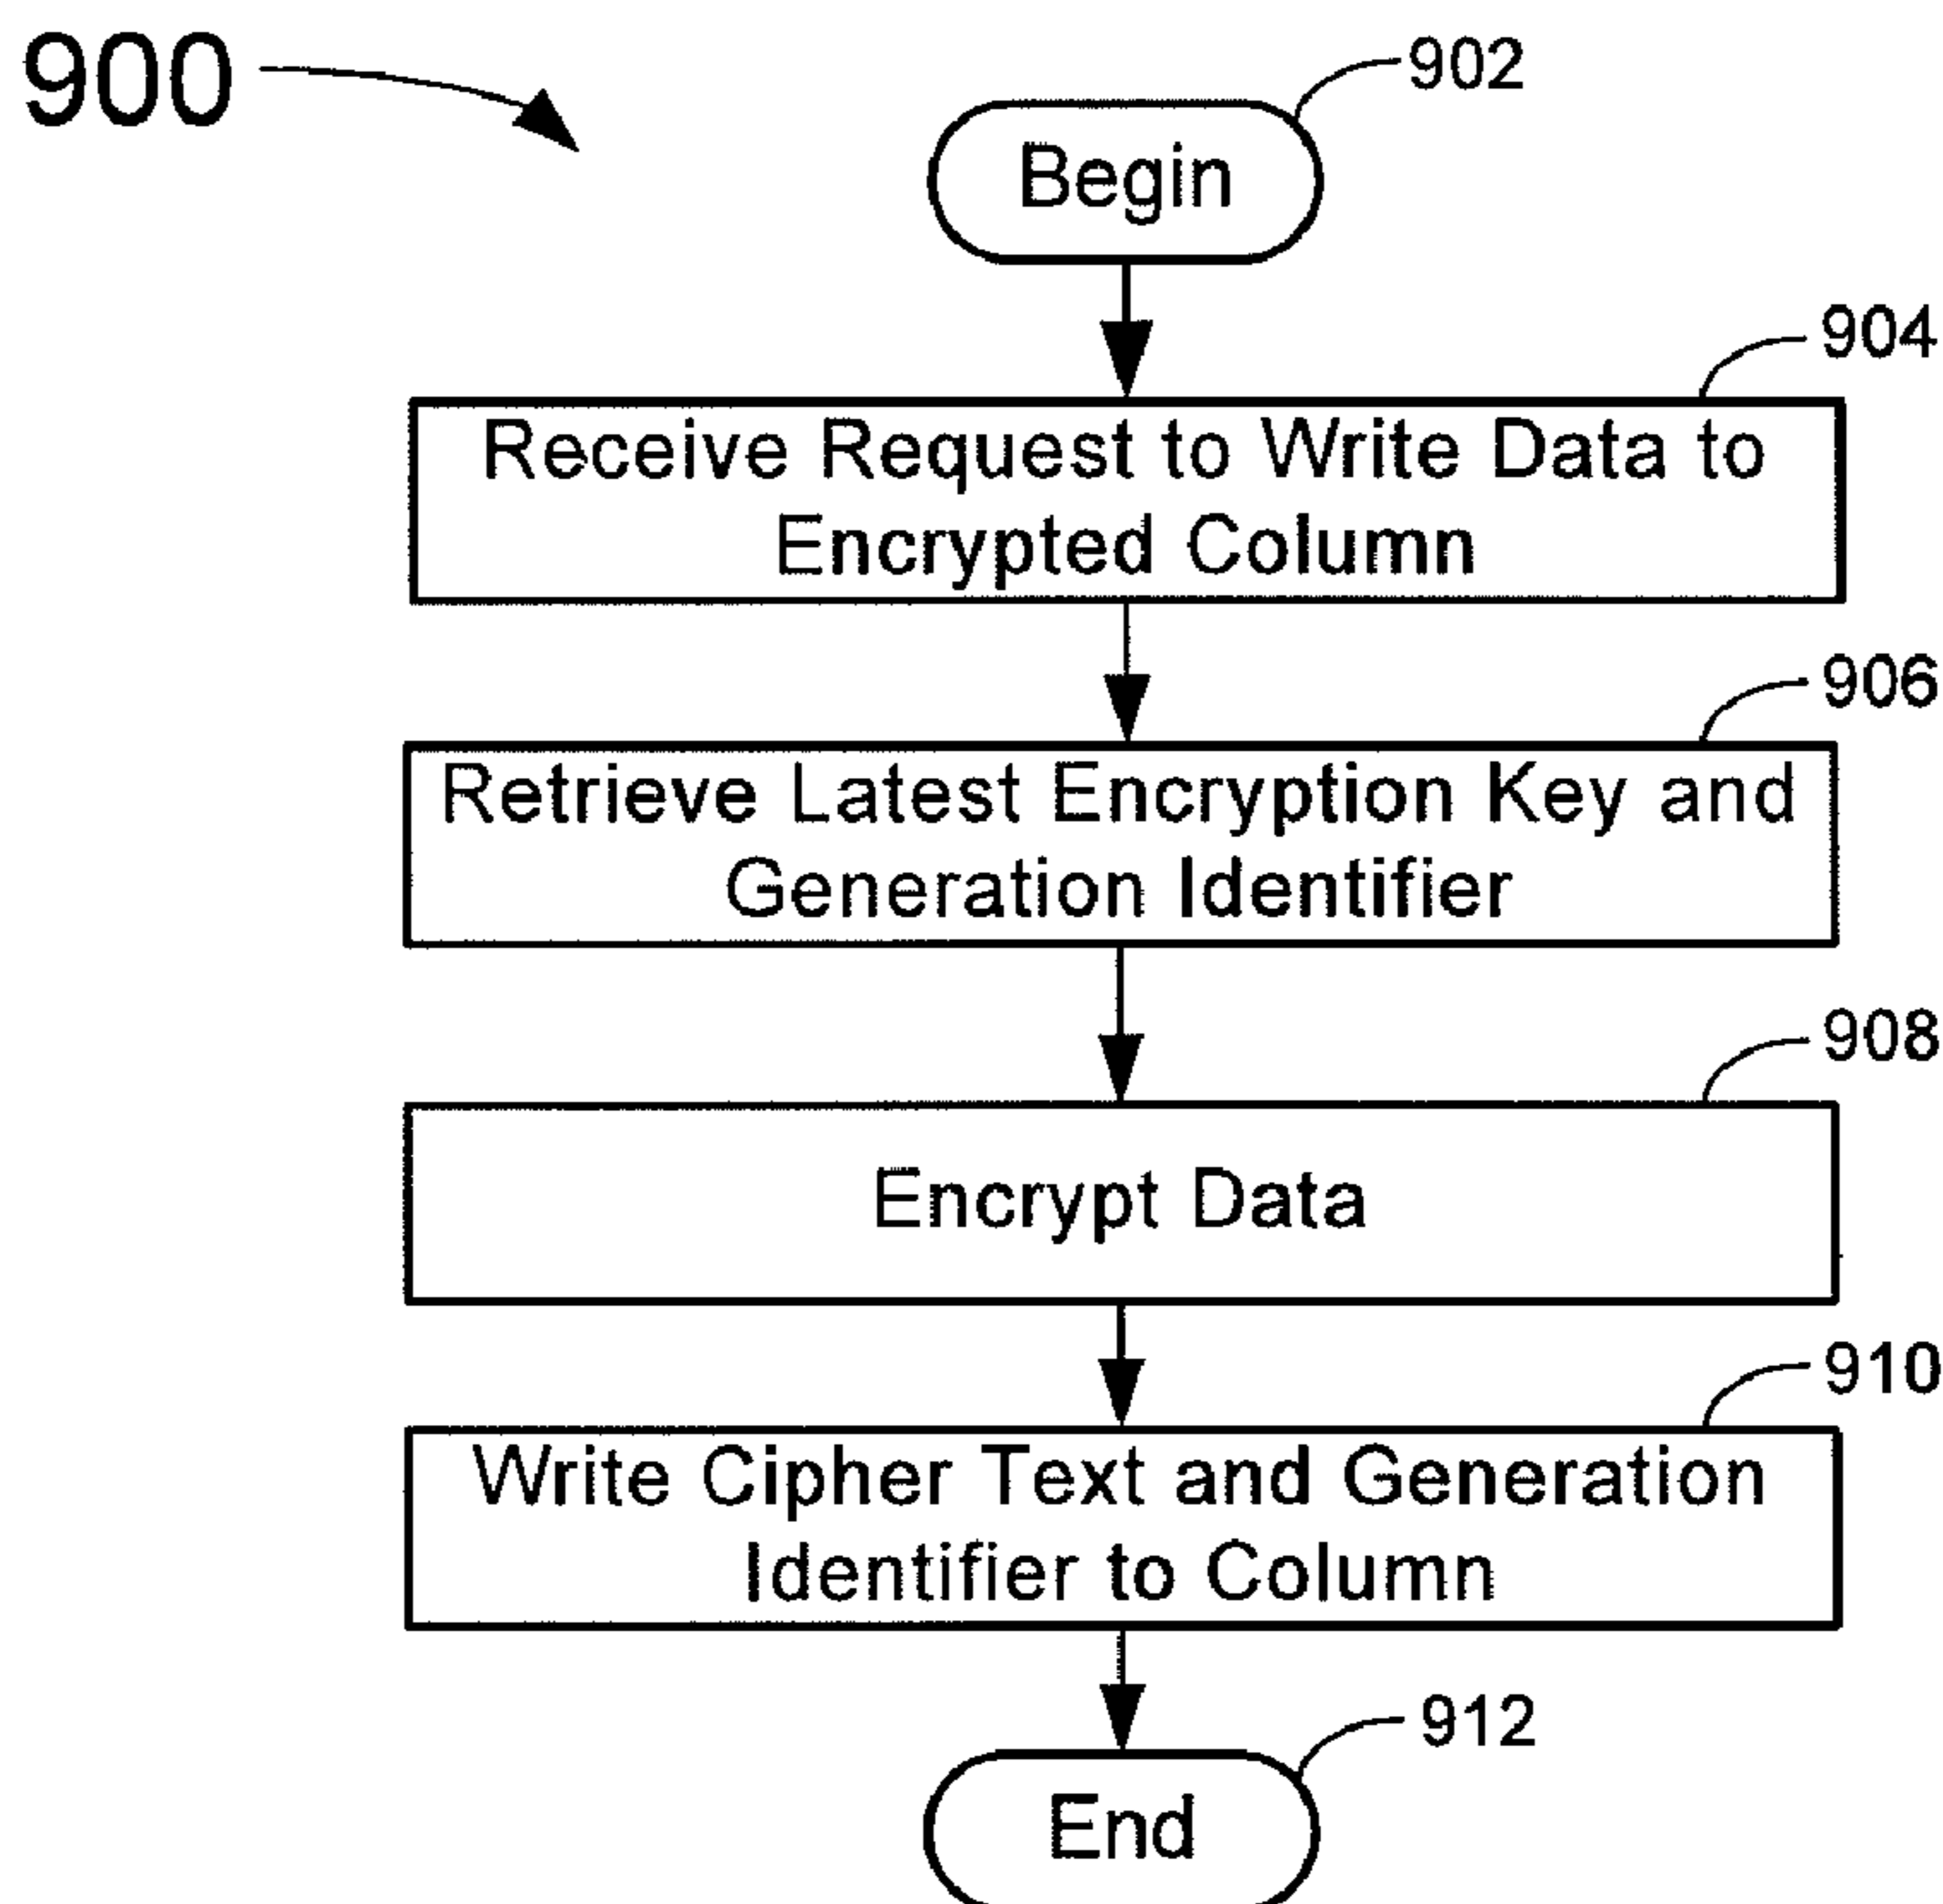 900
902
Begin
904
Receive Request to Write Data to
Encrypted Column
906
Retrieve Latest Encryption Key and
Generation Identifier
908
Encrypt Data
910
Write Cipher Text and Generation
Identifier to Column
912
End